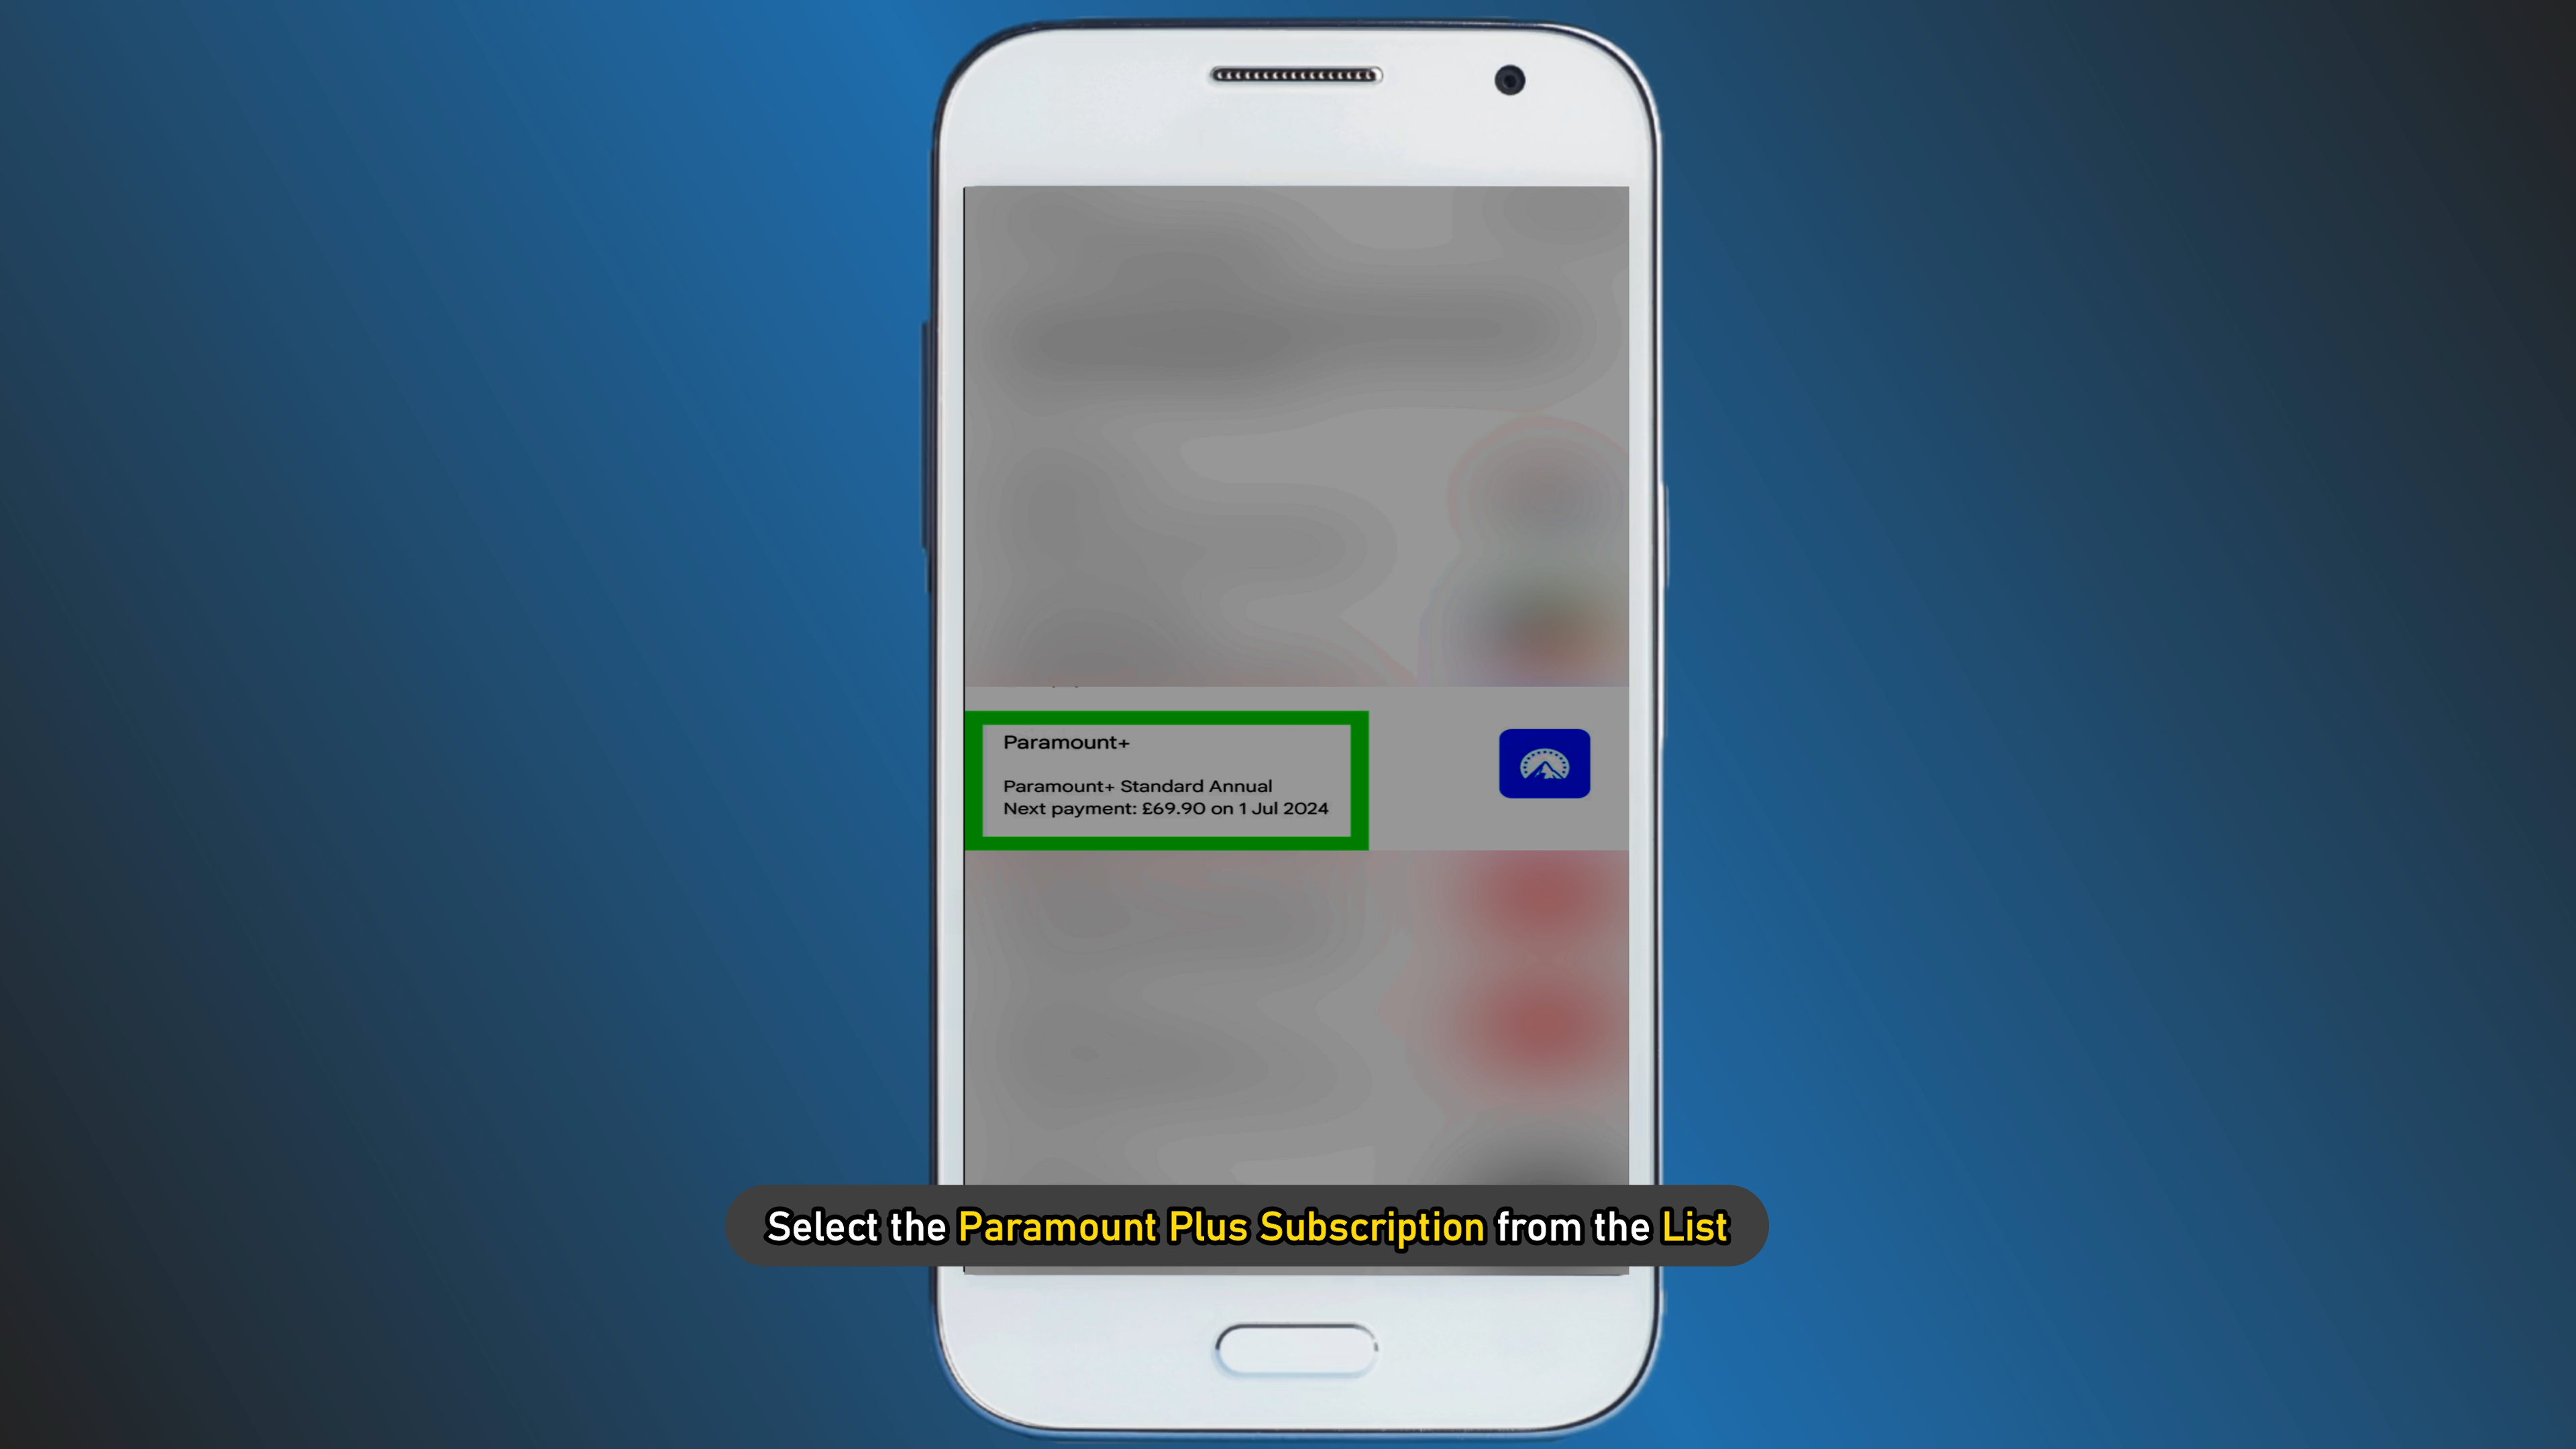 Paramount+
Paramount+ Standard Annual
Next payment: £69.90 on 1 Jul 2024
Select the Paramount Plus Subscription from the List